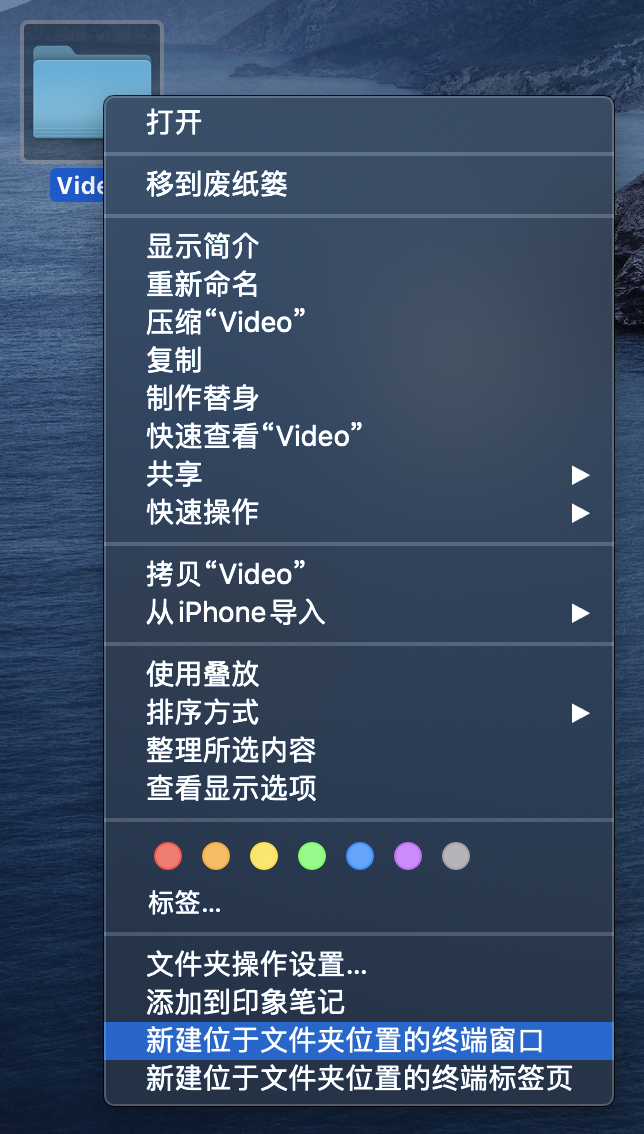 Vide
打开
移到废纸篓
显示简介
重新命名
压缩“Video”
复制
制作替身
快速查看“Video”
共享
快速操作
拷贝“Video”
从 iPhone 导入
使用叠放
排序方式
整理所选内容
查看显示选项
标签...
文件夹操作设置...
添加到印象笔记
新建位于文件夹位置的终端窗口
新建位于文件夹位置的终端标签页